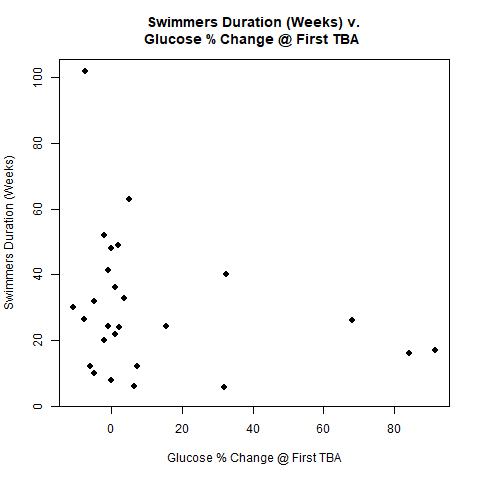 Swimmers Duration (Weeks) v.
Glucose % Change @ First TBA
Swimmers Duration (Weeks)
100
80
60
40
20
0
0 20 40 60 80
Glucose % Change @ First TBA